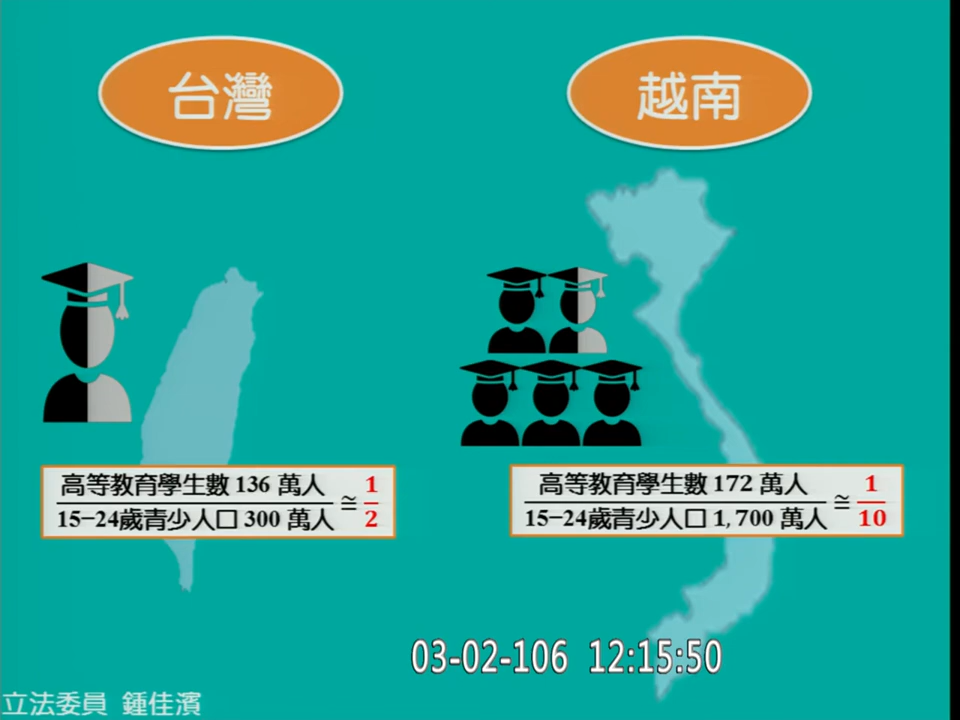 台灣
越南
高等教育學生數 136 萬人
15-24歲青少人口 300 萬人
≅ 1
2
高等教育學生數 172 萬人
15-24歲青少人口 1,700 萬人
≅ 1
10
03-02-106 12:15:50
立法委員 鍾佳濱